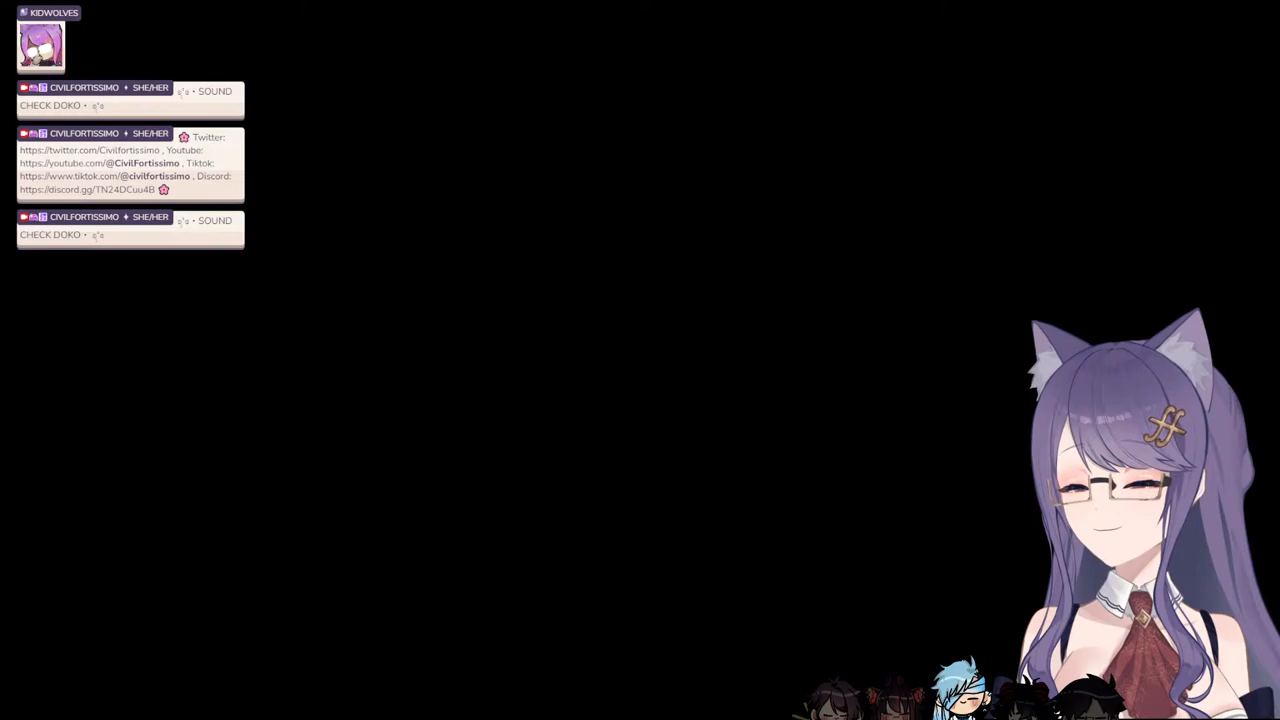 KIDWOLVES
CIVILFORTISSIMO ♦ SHE/HER • SOUND
CHECK DOKO •
CIVILFORTISSIMO ♦ SHE/HER 🌸 Twitter:
https://twitter.com/Civilfortissimo , Youtube:
https://youtube.com/@CivilFortissimo , Tiktok:
https://www.tiktok.com/@civilfortissimo , Discord:
https://discord.gg/TN24DCuu4B 🌸
CIVILFORTISSIMO ♦ SHE/HER • SOUND
CHECK DOKO •